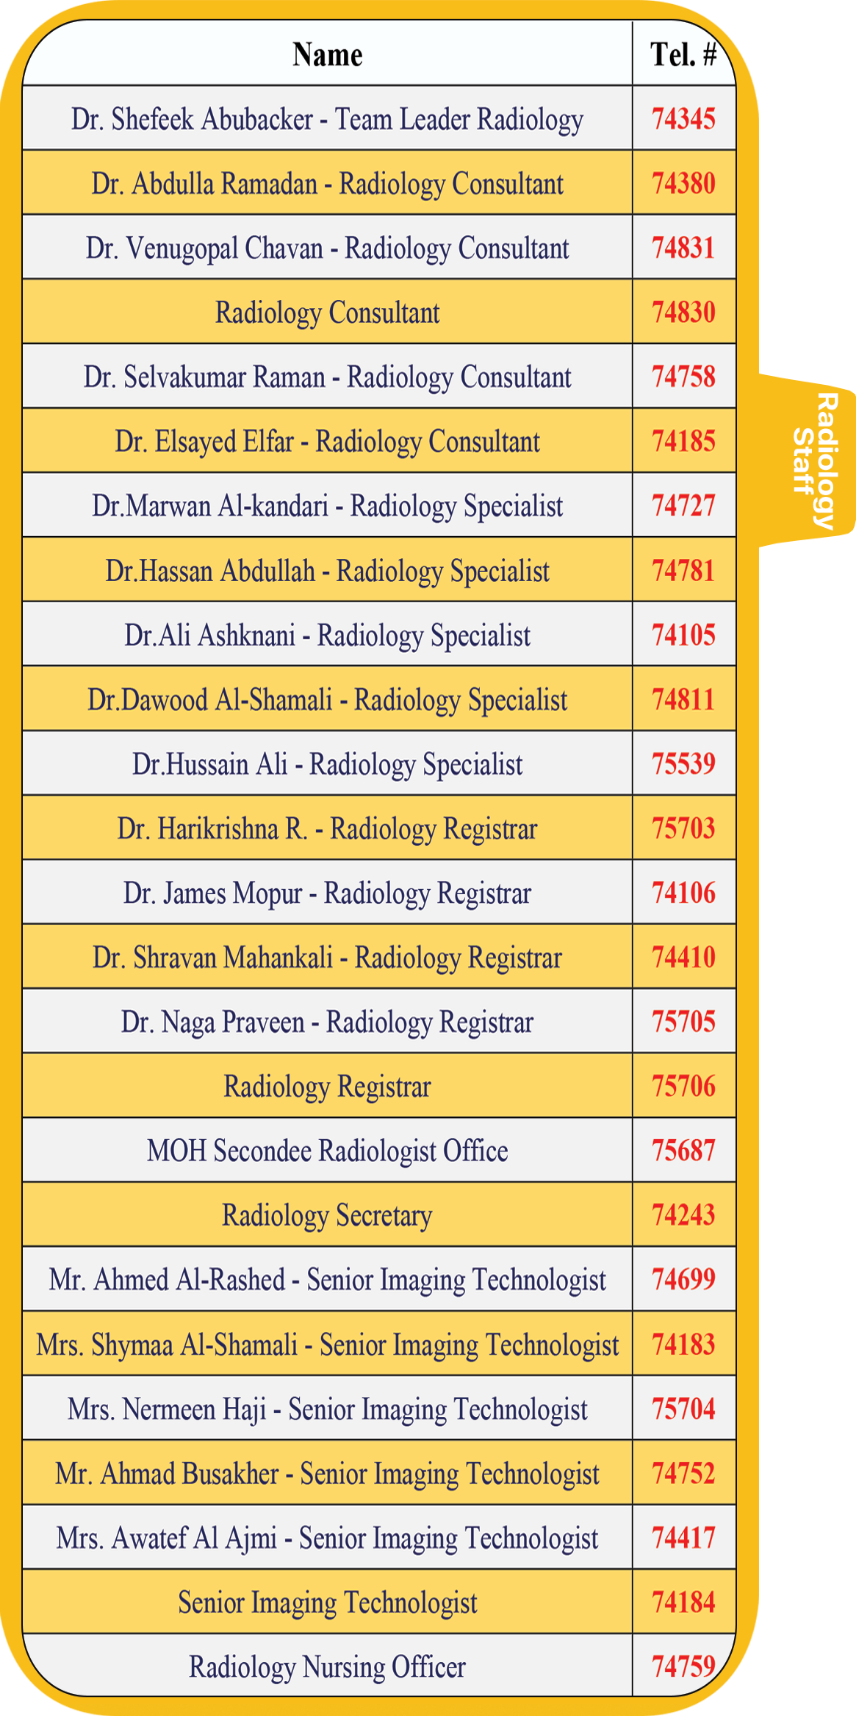 Name Tel. #
Dr. Shefeek Abubacker - Team Leader Radiology 74345
Dr. Abdulla Ramadan - Radiology Consultant 74380
Dr. Venugopal Chavan - Radiology Consultant 74831
Radiology Consultant 74830
Dr. Selvakumar Raman - Radiology Consultant 74758
Dr. Elsayed Elfar - Radiology Consultant 74185
Dr.Marwan Al-kandari - Radiology Specialist 74727
Dr.Hassan Abdullah - Radiology Specialist 74781
Dr.Ali Ashknani - Radiology Specialist 74105
Dr.Dawood Al-Shamali - Radiology Specialist 74811
Dr.Hussain Ali - Radiology Specialist 75539
Dr. Harikrishna R. - Radiology Registrar 75703
Dr. James Mopur - Radiology Registrar 74106
Dr. Shravan Mahankali - Radiology Registrar 74410
Dr. Naga Praveen - Radiology Registrar 75705
Radiology Registrar 75706
MOH Secondee Radiologist Office 75687
Radiology Secretary 74243
Mr. Ahmed Al-Rashed - Senior Imaging Technologist 74699
Mrs. Shymaa Al-Shamali - Senior Imaging Technologist 74183
Mrs. Nermeen Haji - Senior Imaging Technologist 75704
Mr. Ahmad Busakher - Senior Imaging Technologist 74752
Mrs. Awatef Al Ajmi - Senior Imaging Technologist 74417
Senior Imaging Technologist 74184
Radiology Nursing Officer 74759
Radiology
Staff